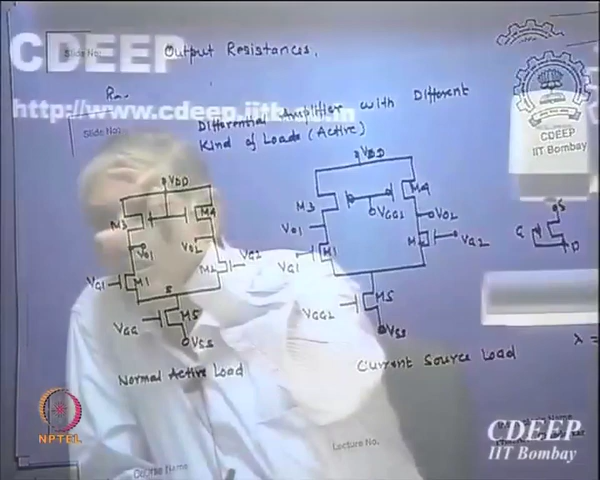 Slide No:
CDEEP
Output Resistances.
http://www.cdeep.iitb
Slide No:
Differential Amplifier with Different
Kind of Loads (Active)
CDEEP
IIT Bombay
VDD
M3
M4
VO1
VO2
VG1
M1
M2
VG2
S
VGG
M5
VSS
Normal Active Load
VDD
M3
M4
VGG1
VO1
VO2
VG1
M1
VG2
VGG2
M5
VSS
Current Source Load
S
G
D
λ =
NPTEL
Lecture No.
Course Name
CDEEP
IIT Bombay